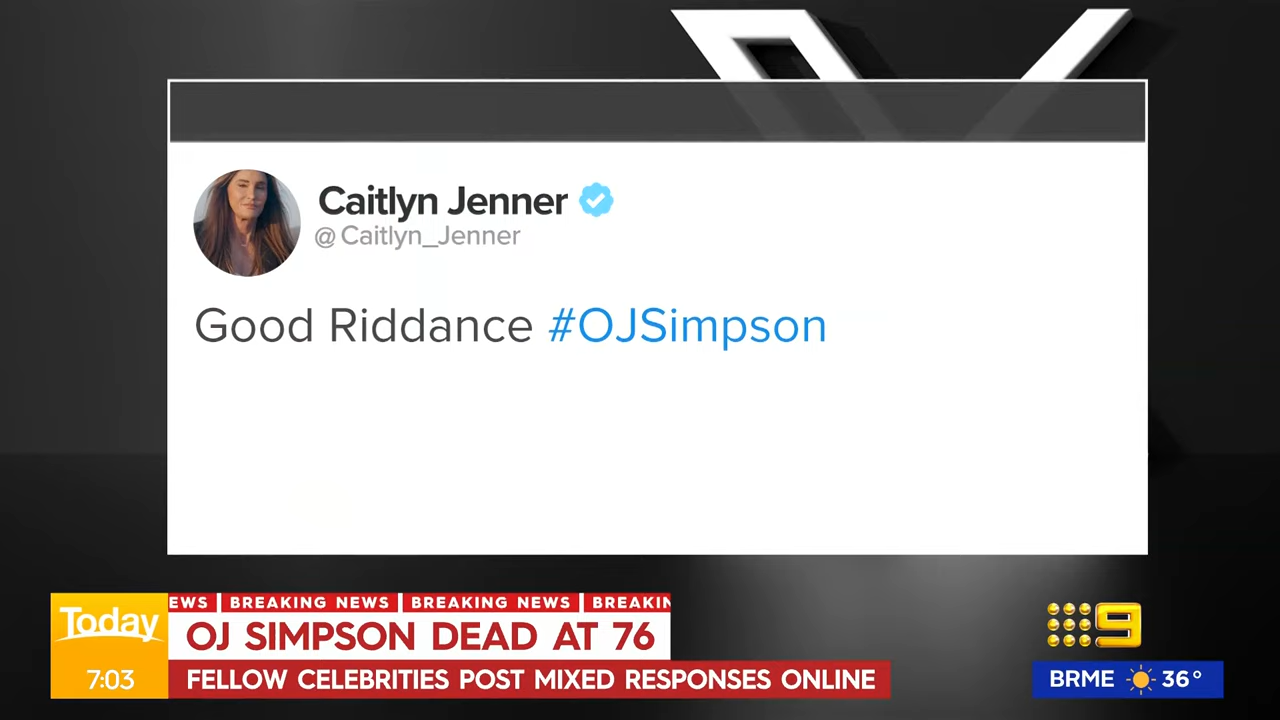 Caitlyn Jenner
@Caitlyn_Jenner
Good Riddance #OJSimpson
EWS BREAKING NEWS BREAKING NEWS BREAKIN
Today
OJ SIMPSON DEAD AT 76
7:03
FELLOW CELEBRITIES POST MIXED RESPONSES ONLINE
9
BRME 36°